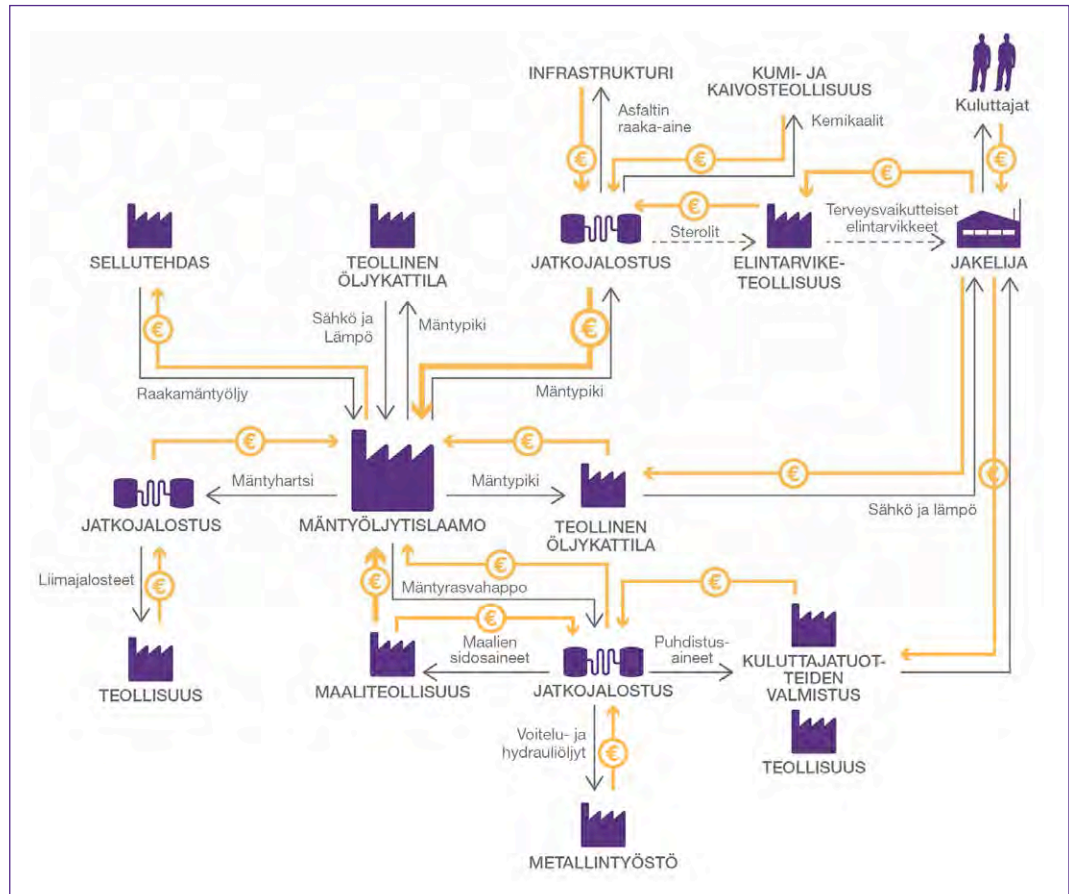 INFRASTRUKTURI
KUMI- JA
KAIVOSTEOLLISUUS
Kuluttajat
Asfaltin
raaka-aine
Kemikaalit
€
€
€
€
€
SELLUTEHDAS
TEOLLINEN
ÖLJYKATTILA
JATKOJALOSTUS
Sterolit
ELINTARVIKE-
TEOLLISUUS
Terveysvaikutteiset
elintarvikkeet
JAKELIJA
€
Sähkö ja
Lämpö
Mäntypiki
€
Raakamäntyöljy
Mäntypiki
€
€
€
€
Mäntyhartsi
Mäntypiki
Sähkö ja lämpö
JATKOJALOSTUS
MÄNTYÖLJYTISLAAMO
TEOLLINEN
ÖLJYKATTILA
Liimajalosteet
€
€
€
Mäntyrasvahappo
€
€
Maalien
sidosaineet
Puhdistus-
aineet
TEOLLISUUS
MAALITEOLLISUUS
JATKOJALOSTUS
KULUTTAJATUOT-
TEIDEN
VALMISTUS
Voitelu- ja
hydrauliöljyt
€
TEOLLISUUS
METALLINTYÖSTÖ